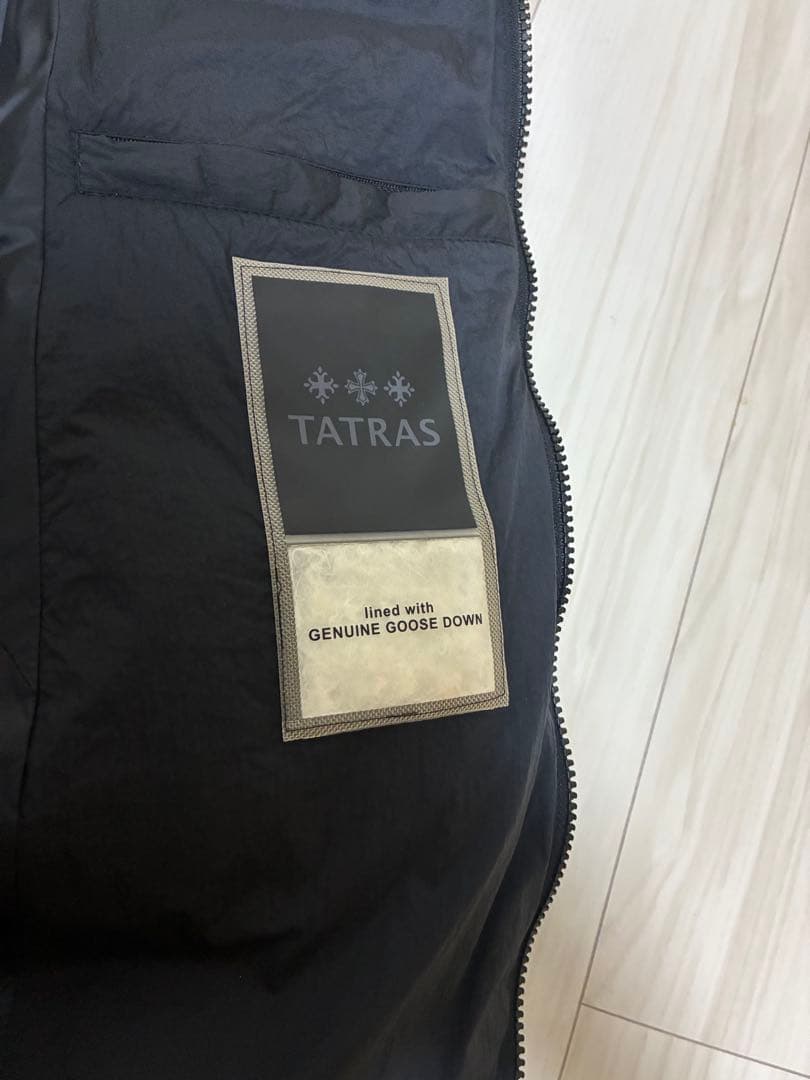 TATRAS
lined with
GENUINE GOOSE DOWN